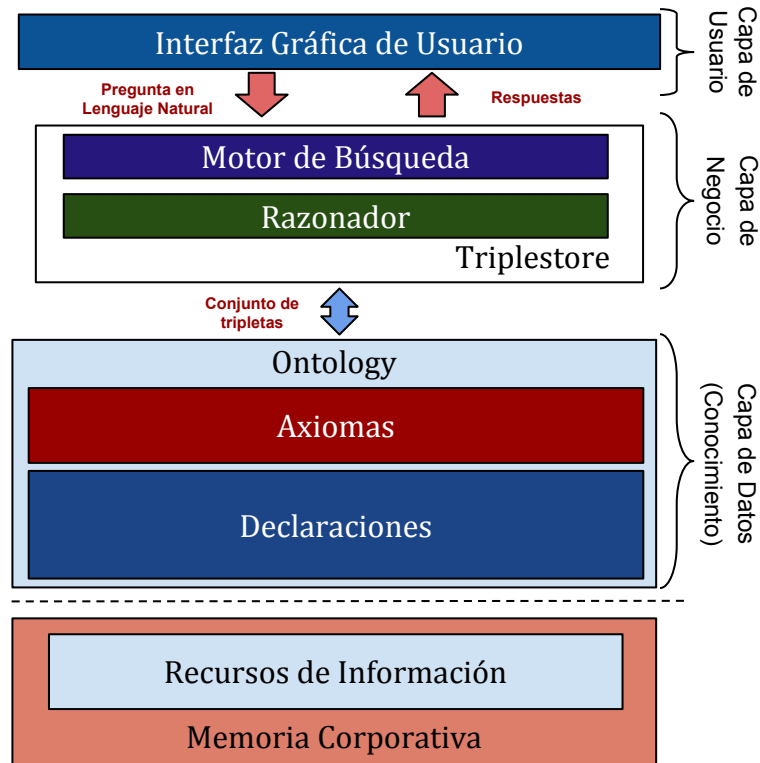 Interfaz Gráfica de Usuario
Capa de
Usuario
Pregunta en
Lenguaje Natural
Respuestas
Motor de Búsqueda
Razonador
Triplestore
Capa de
Negocio
Conjunto de
tripletas
Ontology
Axiomas
Declaraciones
Capa de Datos
(Conocimiento)
Recursos de Información
Memoria Corporativa